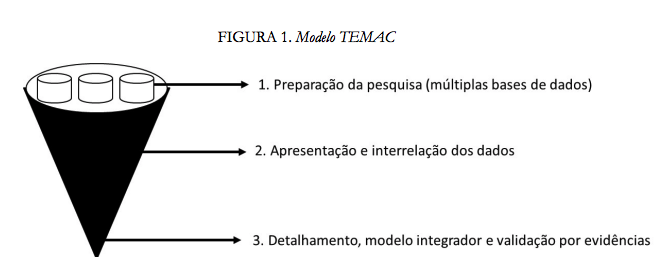 FIGURA 1. Modelo TEMAC
1. Preparação da pesquisa (múltiplas bases de dados)
2. Apresentação e interrelação dos dados
3. Detalhamento, modelo integrador e validação por evidências